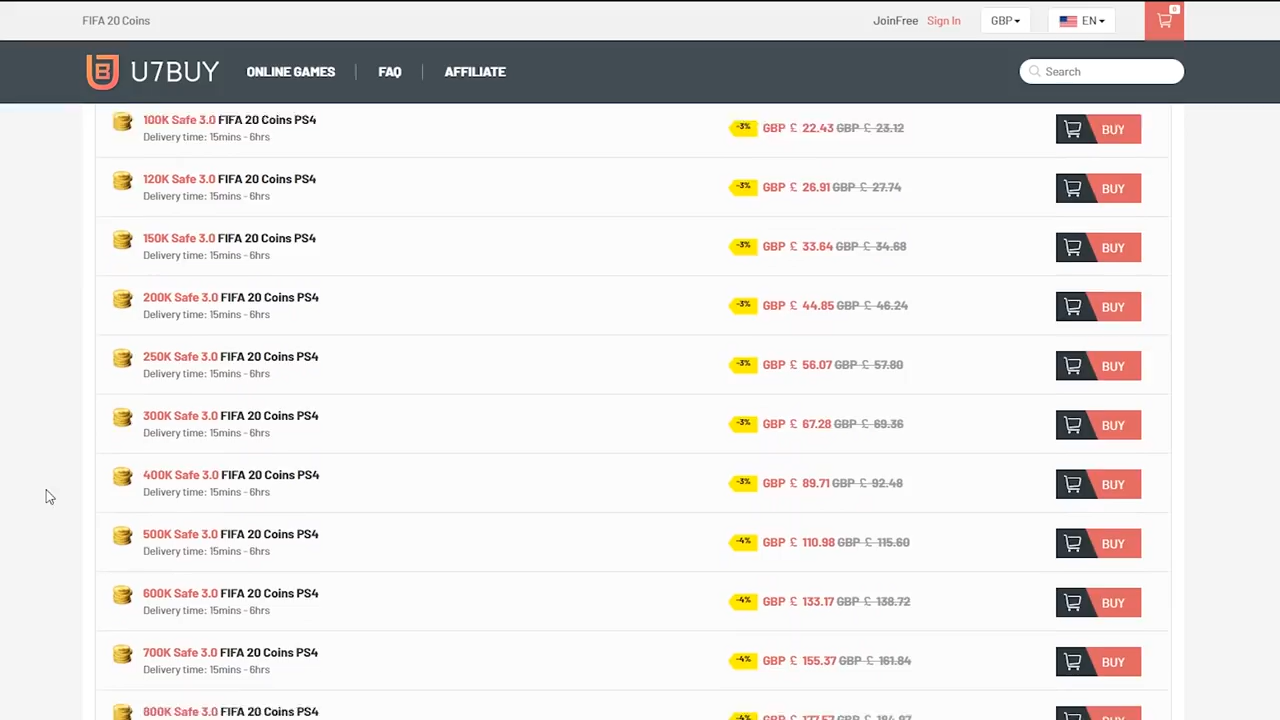 FIFA 20 Coins
JoinFree Sign In GBP EN 0
U7BUY ONLINE GAMES FAQ AFFILIATE Search
100K Safe 3.0 FIFA 20 Coins PS4
Delivery time: 15mins - 6hrs
-3% GBP £ 22.43 GBP £ 23.12 BUY
120K Safe 3.0 FIFA 20 Coins PS4
Delivery time: 15mins - 6hrs
-3% GBP £ 26.91 GBP £ 27.74 BUY
150K Safe 3.0 FIFA 20 Coins PS4
Delivery time: 15mins - 6hrs
-3% GBP £ 33.64 GBP £ 34.68 BUY
200K Safe 3.0 FIFA 20 Coins PS4
Delivery time: 15mins - 6hrs
-3% GBP £ 44.85 GBP £ 46.24 BUY
250K Safe 3.0 FIFA 20 Coins PS4
Delivery time: 15mins - 6hrs
-3% GBP £ 56.07 GBP £ 57.80 BUY
300K Safe 3.0 FIFA 20 Coins PS4
Delivery time: 15mins - 6hrs
-3% GBP £ 67.28 GBP £ 69.36 BUY
400K Safe 3.0 FIFA 20 Coins PS4
Delivery time: 15mins - 6hrs
-3% GBP £ 89.71 GBP £ 92.48 BUY
500K Safe 3.0 FIFA 20 Coins PS4
Delivery time: 15mins - 6hrs
-4% GBP £ 110.98 GBP £ 115.60 BUY
600K Safe 3.0 FIFA 20 Coins PS4
Delivery time: 15mins - 6hrs
-4% GBP £ 133.17 GBP £ 138.72 BUY
700K Safe 3.0 FIFA 20 Coins PS4
Delivery time: 15mins - 6hrs
-4% GBP £ 155.37 GBP £ 161.84 BUY
800K Safe 3.0 FIFA 20 Coins PS4
-4% GBP £ 177.57 GBP £ BUY